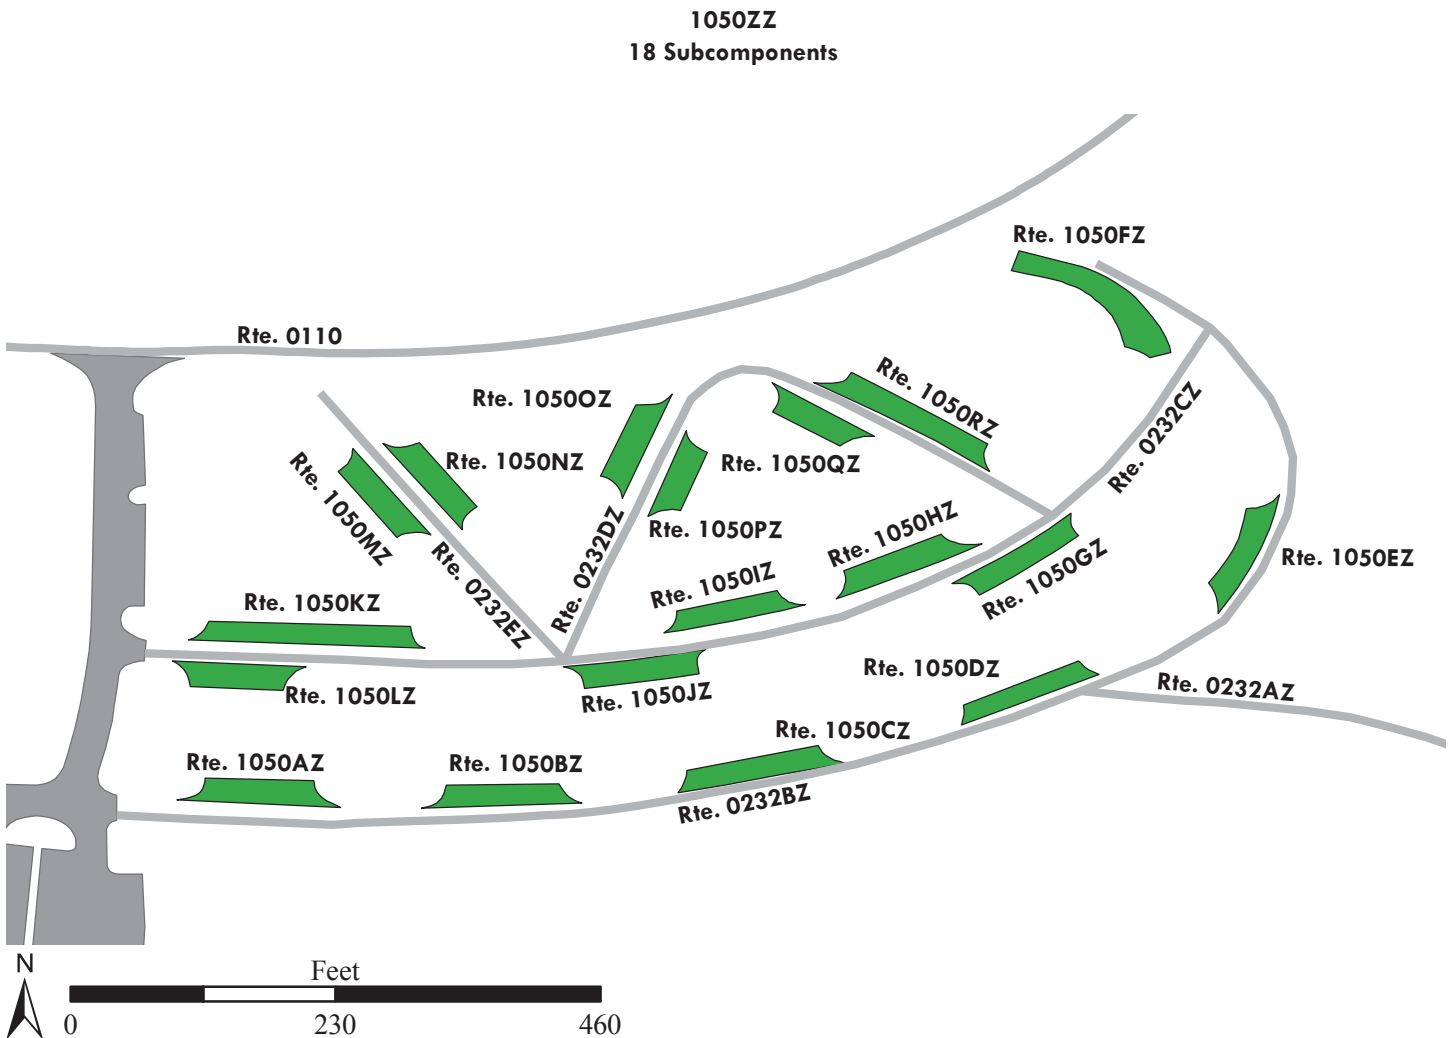 1050ZZ
18 Subcomponents
Rte. 1050FZ
Rte. 0110
Rte. 1050RZ
Rte. 1050OZ
Rte. 0232CZ
Rte. 1050NZ
Rte. 1050QZ
Rte. 1050MZ
Rte. 1050PZ
Rte. 0232DZ
Rte. 1050HZ
Rte. 1050EZ
Rte. 0232EZ
Rte. 1050IZ
Rte. 1050GZ
Rte. 1050KZ
Rte. 1050DZ
Rte. 0232AZ
Rte. 1050LZ
Rte. 1050JZ
Rte. 1050CZ
Rte. 1050AZ
Rte. 1050BZ
Rte. 0232BZ
N
Feet
0 230 460